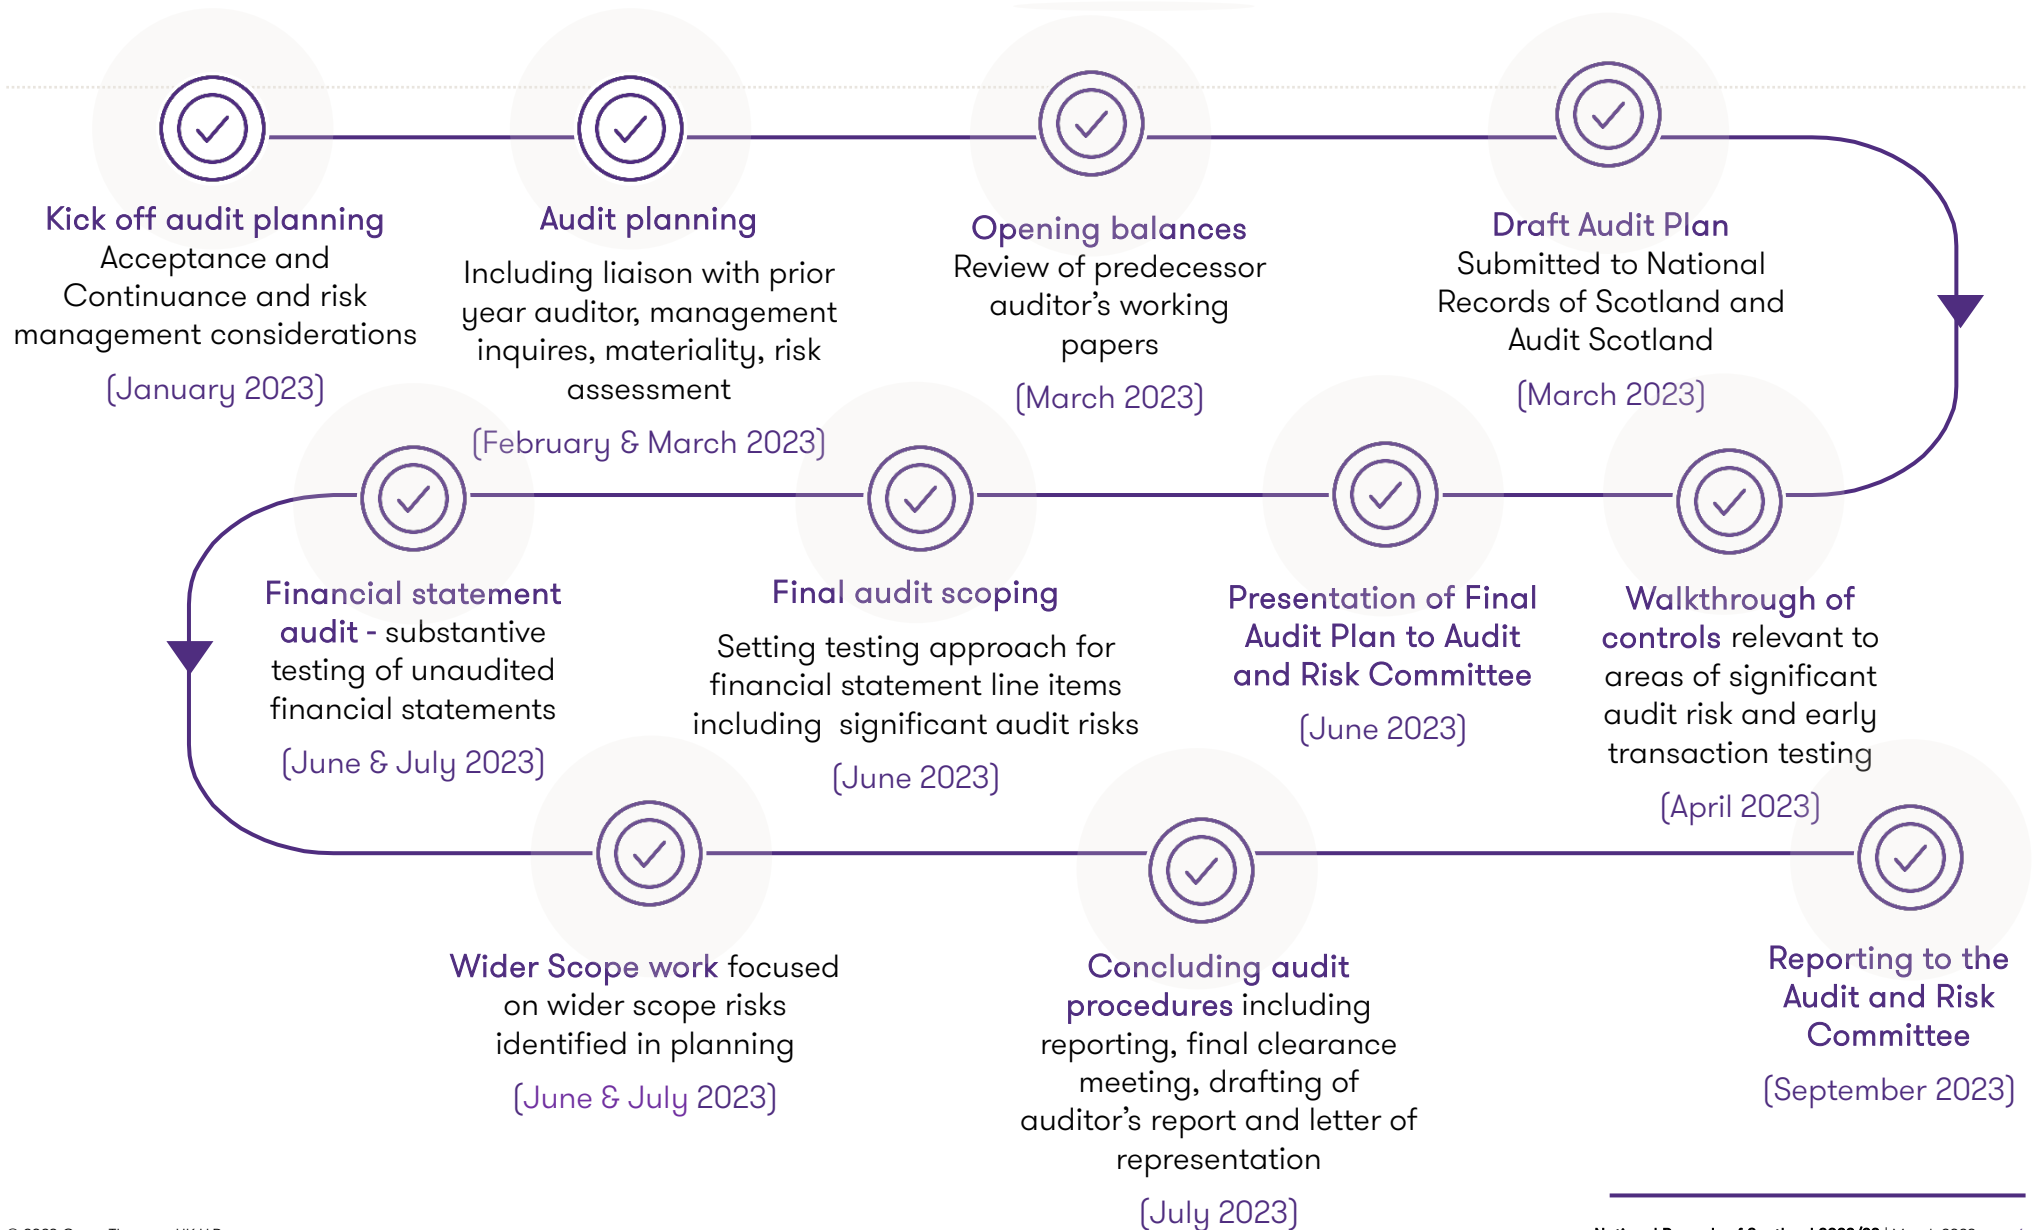 Kick off audit planning
Acceptance and
Continuance and risk
management considerations
(January 2023)
Audit planning
Including liaison with prior
year auditor, management
inquires, materiality, risk
assessment
(February & March 2023)
Opening balances
Review of predecessor
auditor's working
papers
(March 2023)
Draft Audit Plan
Submitted to National
Records of Scotland and
Audit Scotland
(March 2023)
Walkthrough of
controls relevant to
areas of significant
audit risk and early
transaction testing
(April 2023)
Presentation of Final
Audit Plan to Audit
and Risk Committee
(June 2023)
Final audit scoping
Setting testing approach for
financial statement line items
including  significant audit risks
(June 2023)
Financial statement
audit - substantive
testing of unaudited
financial statements
(June & July 2023)
Wider Scope work focused
on wider scope risks
identified in planning
(June & July 2023)
Concluding audit
procedures including
reporting, final clearance
meeting, drafting of
auditor's report and letter of
representation
(July 2023)
Reporting to the
Audit and Risk
Committee
(September 2023)